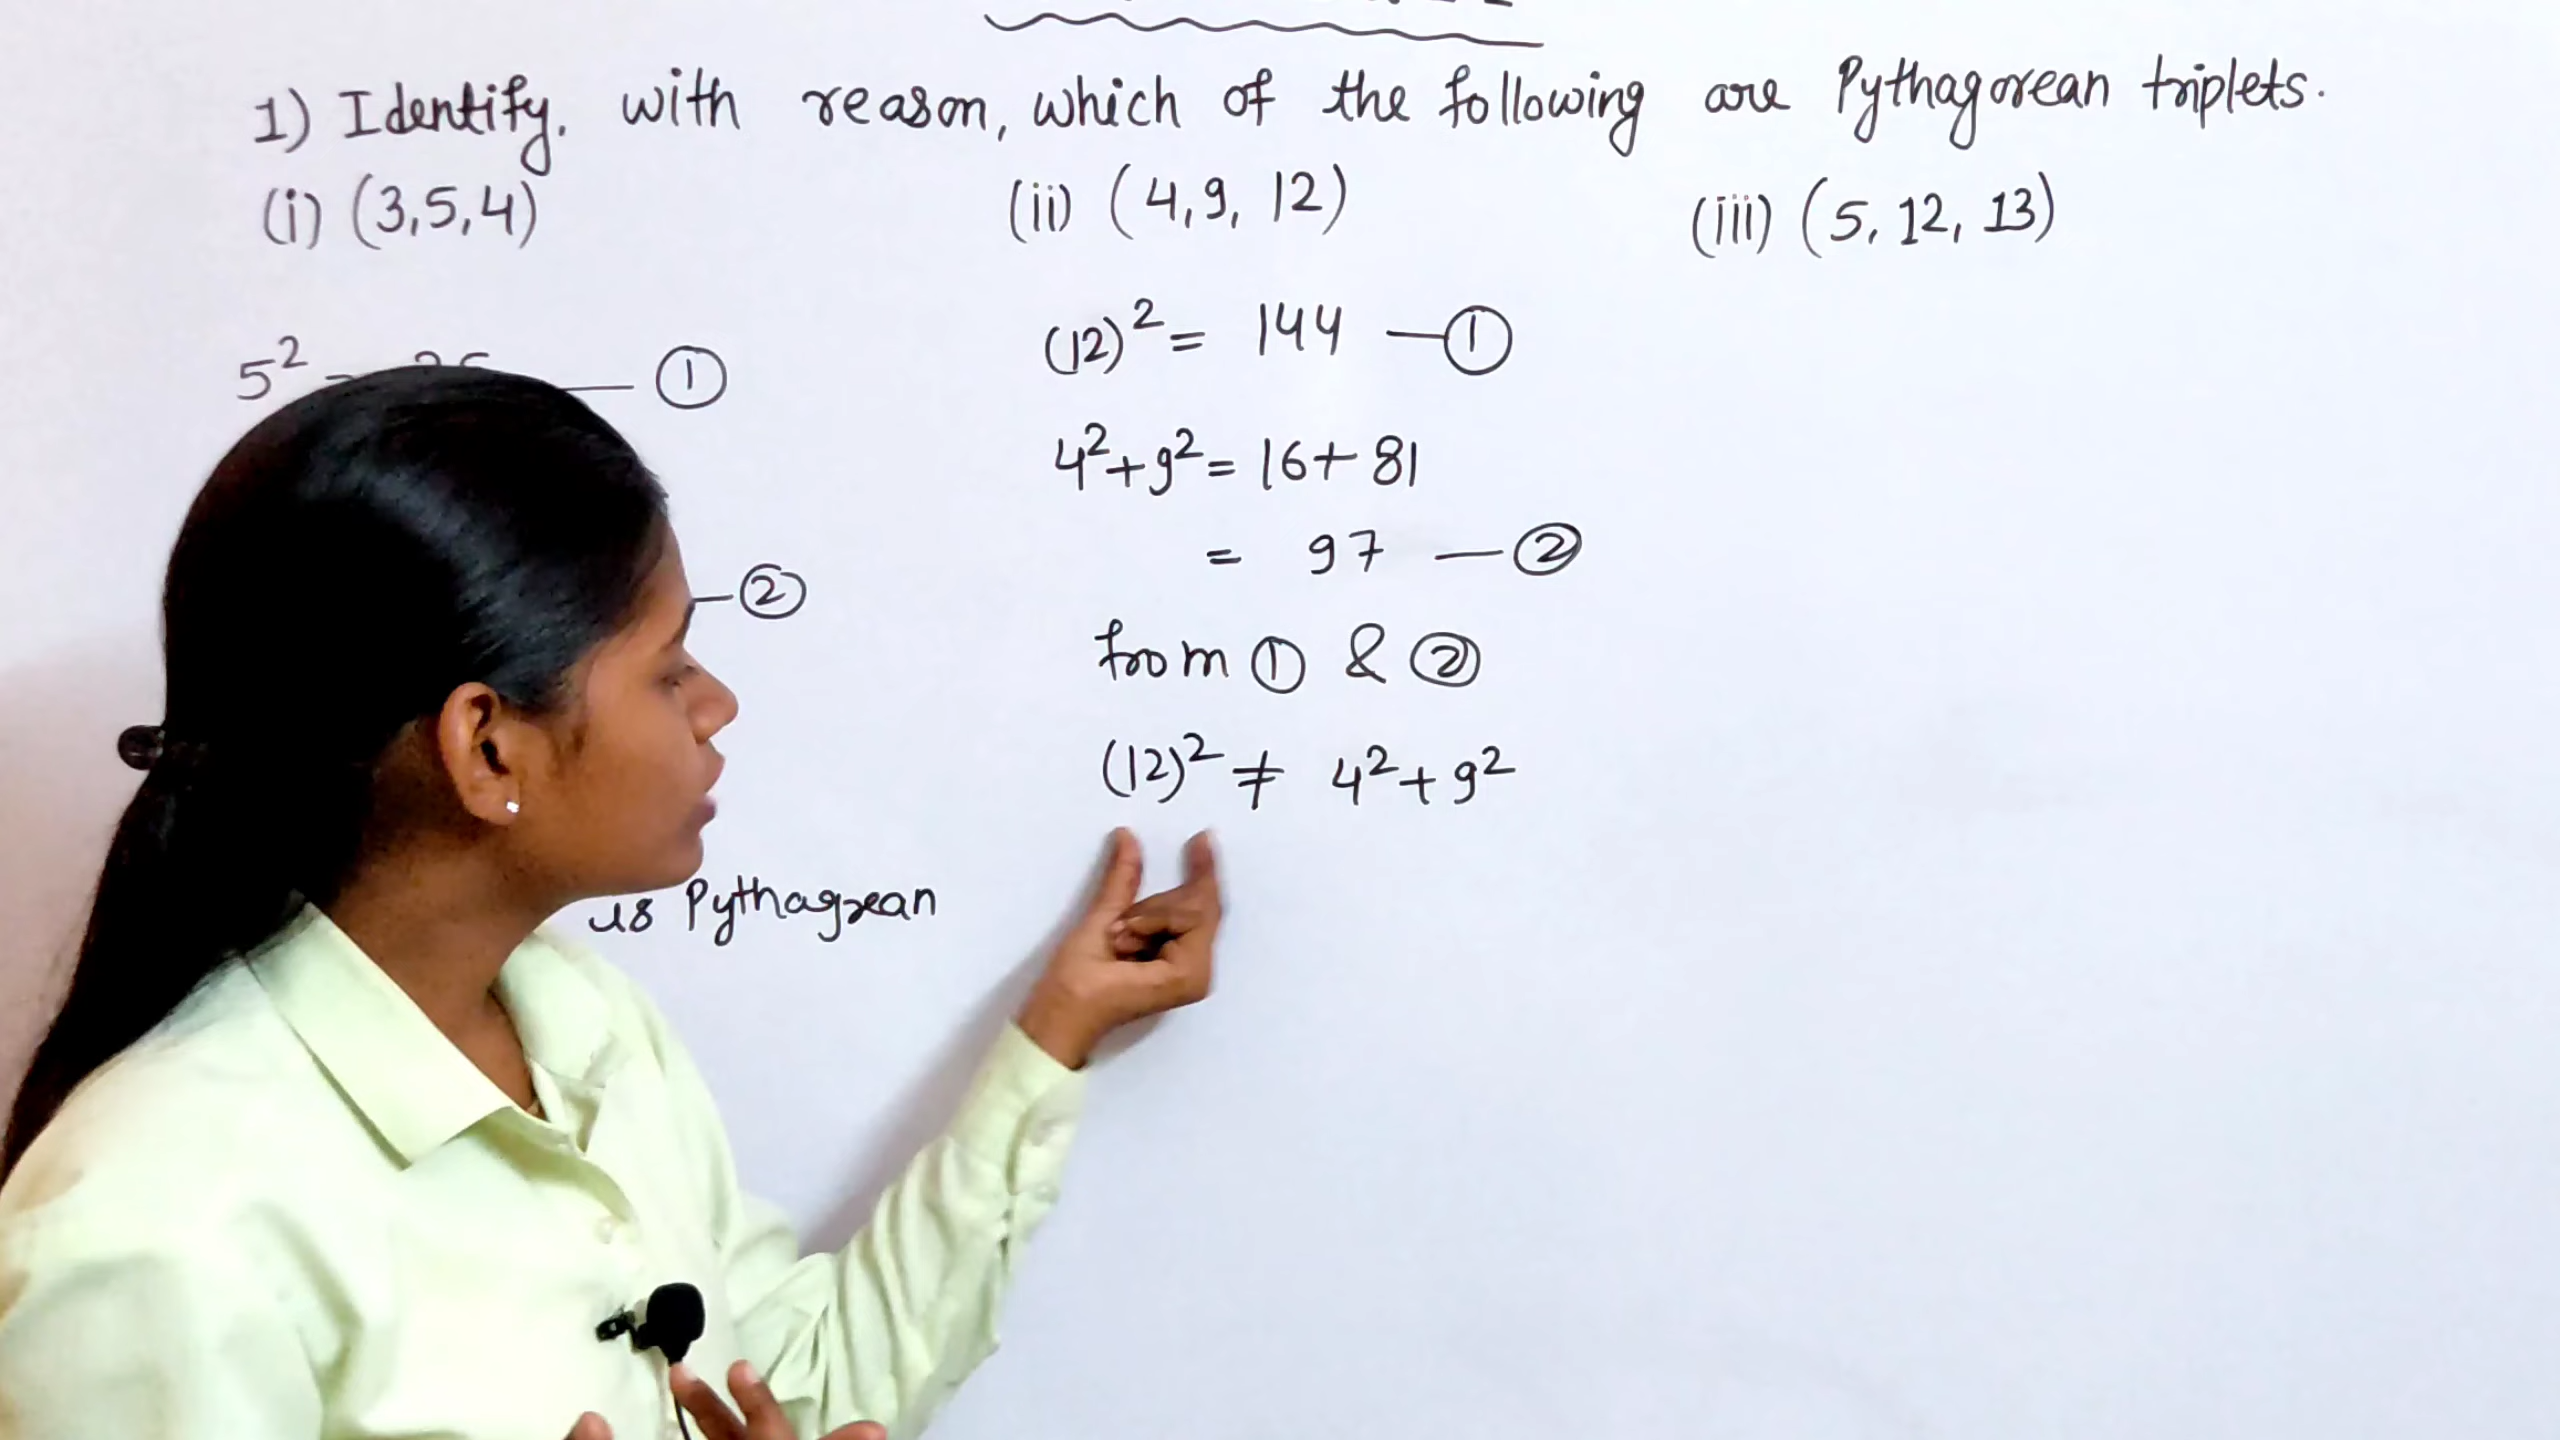 1) Identify, with reason, which of the following are Pythagorean triplets.
(i) (3,5,4) (ii) (4,9, 12) (iii) (5, 12, 13)
5² ①
②
us Pythagrean
(12)² = 144 — ①
4²+9² = 16+ 81
= 97 — ②
from ① & ②
(12)² ≠ 4²+9²